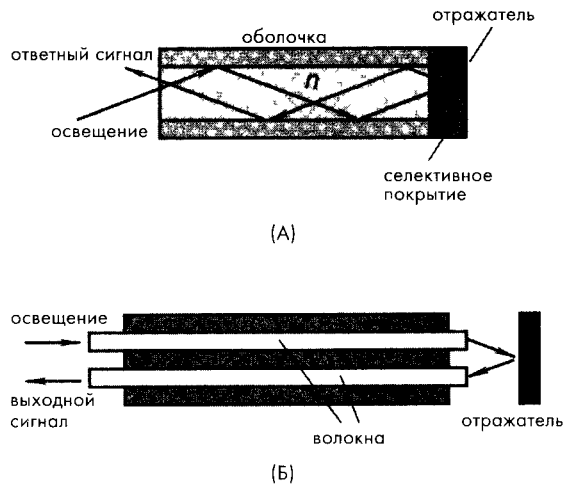 отражатель
оболочка
ответный сигнал
n
освещение
селективное
покрытие
(А)
освещение
выходной
сигнал
волокна
отражатель
(Б)